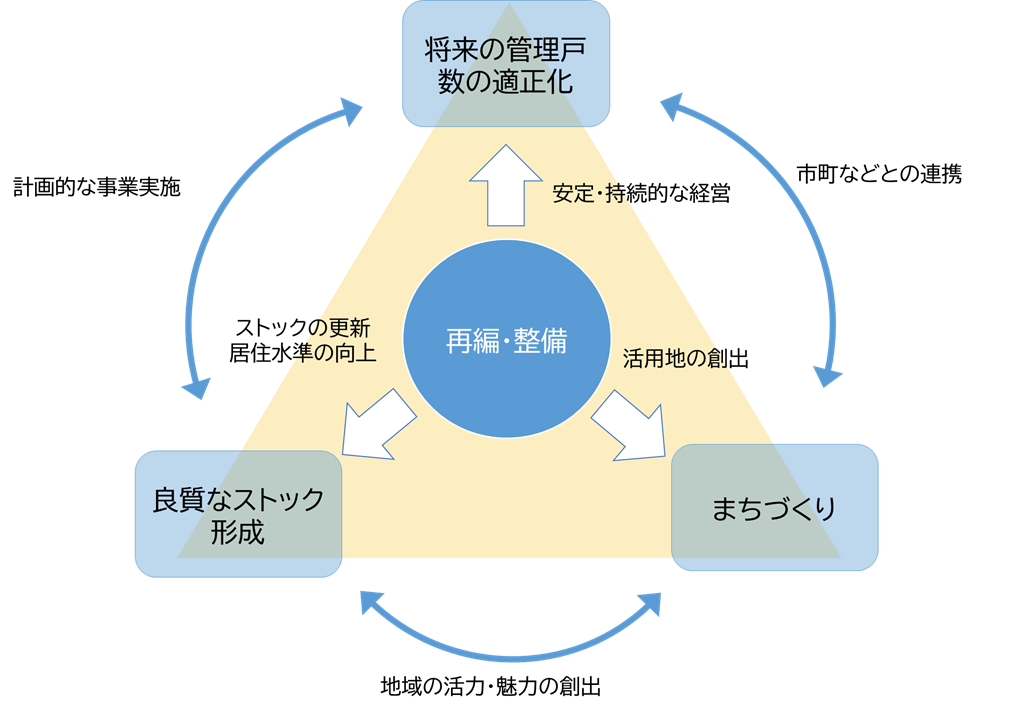 将来の管理戸
数の適正化
計画的な事業実施
市町などとの連携
安定・持続的な経営
ストックの更新
居住水準の向上
再編・整備
活用地の創出
良質なストック
形成
まちづくり
地域の活力・魅力の創出